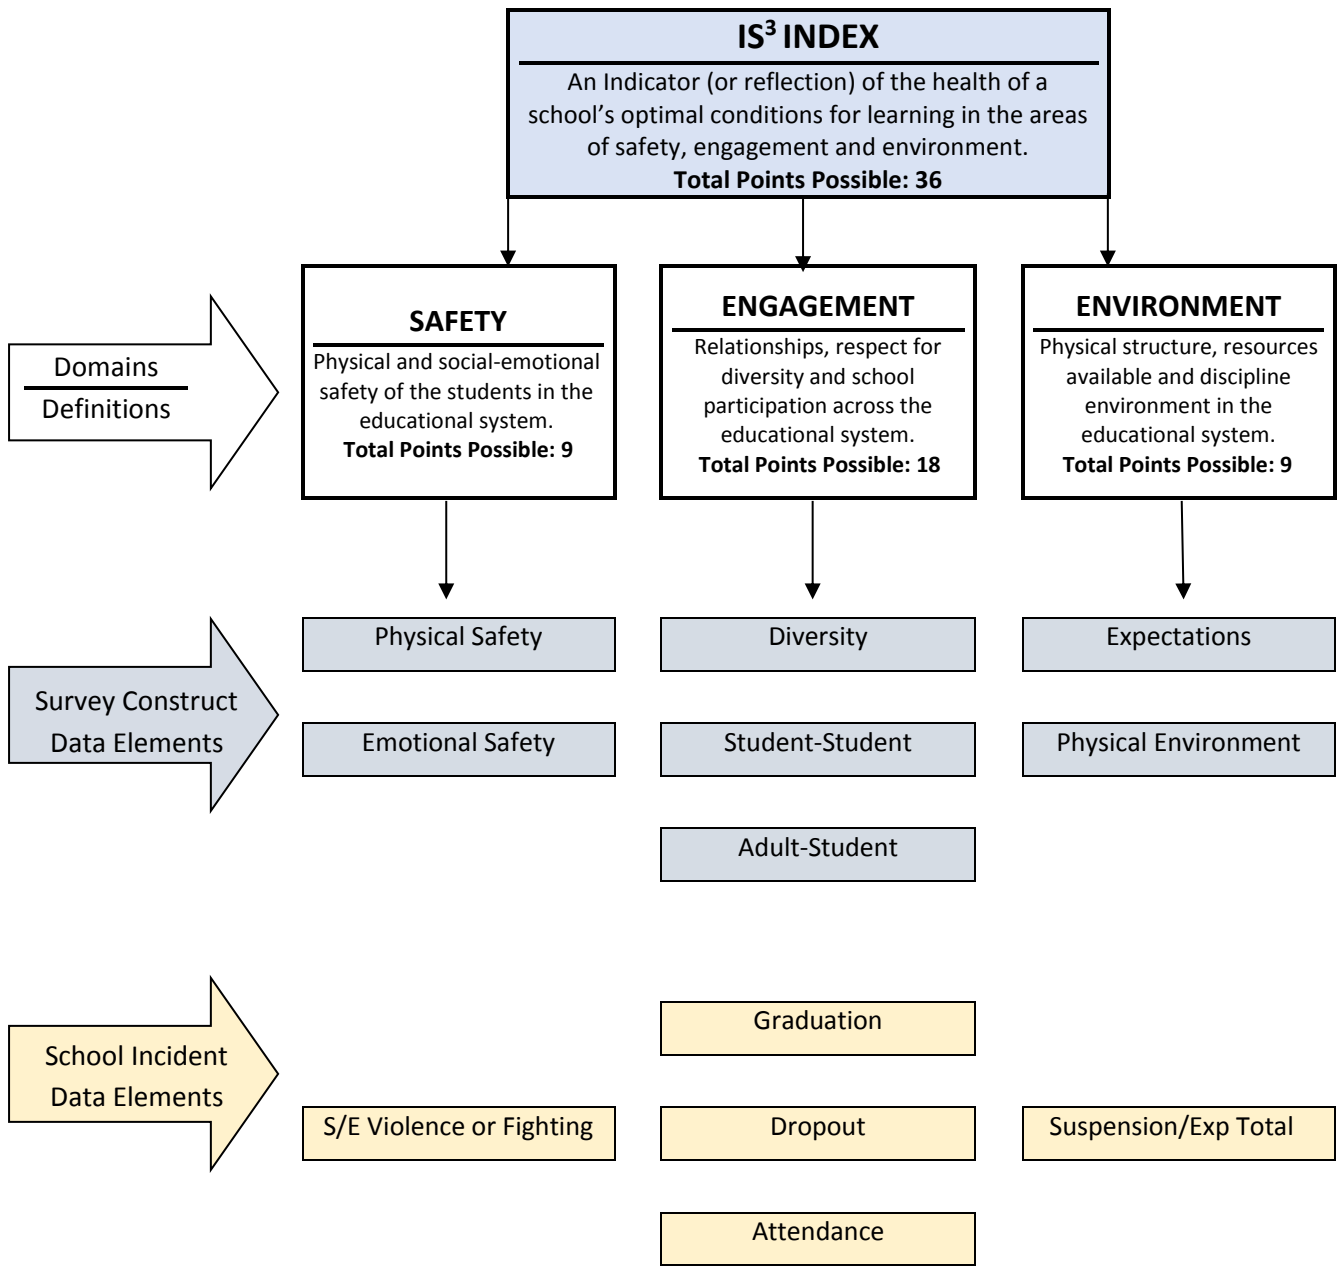 IS³ INDEX
An Indicator (or reflection) of the health of a
school’s optimal conditions for learning in the areas
of safety, engagement and environment.
Total Points Possible: 36
Domains
Definitions
SAFETY
Physical and social-emotional
safety of the students in the
educational system.
Total Points Possible: 9
ENGAGEMENT
Relationships, respect for
diversity and school
participation across the
educational system.
Total Points Possible: 18
ENVIRONMENT
Physical structure, resources
available and discipline
environment in the
educational system.
Total Points Possible: 9
Survey Construct
Data Elements
Physical Safety
Diversity
Expectations
Emotional Safety
Student-Student
Physical Environment
Adult-Student
School Incident
Data Elements
Graduation
S/E Violence or Fighting
Dropout
Suspension/Exp Total
Attendance